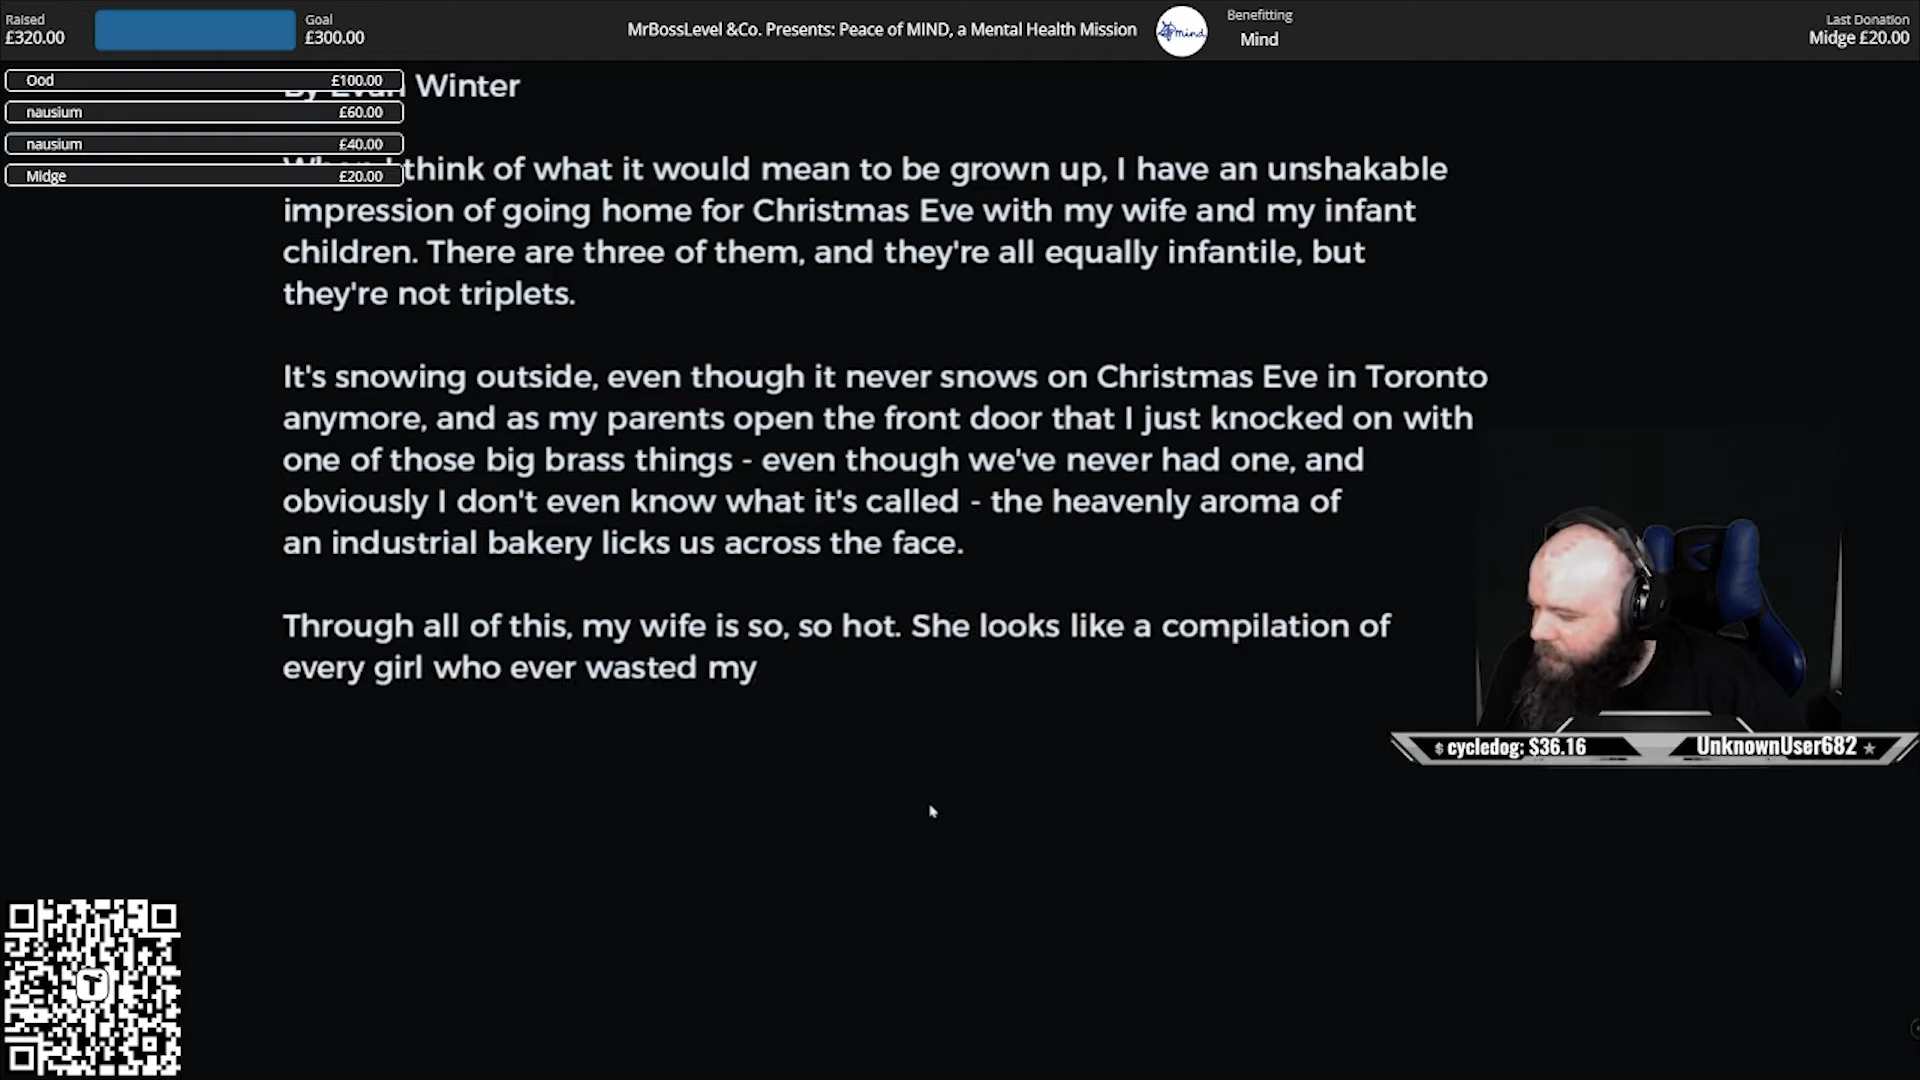 Raised
£320.00
Goal
£300.00
MrBossLevel &Co. Presents: Peace of MIND, a Mental Health Mission
mind
Benefitting
Mind
Last Donation
Midge £20.00
Ood £100.00
nausium £60.00
nausium £40.00
Midge £20.00
By Evan Winter
When I think of what it would mean to be grown up, I have an unshakable
impression of going home for Christmas Eve with my wife and my infant
children. There are three of them, and they're all equally infantile, but
they're not triplets.
It's snowing outside, even though it never snows on Christmas Eve in Toronto
anymore, and as my parents open the front door that I just knocked on with
one of those big brass things - even though we've never had one, and
obviously I don't even know what it's called - the heavenly aroma of
an industrial bakery licks us across the face.
Through all of this, my wife is so, so hot. She looks like a compilation of
every girl who ever wasted my
$ cycledog: $36.16
UnknownUser682